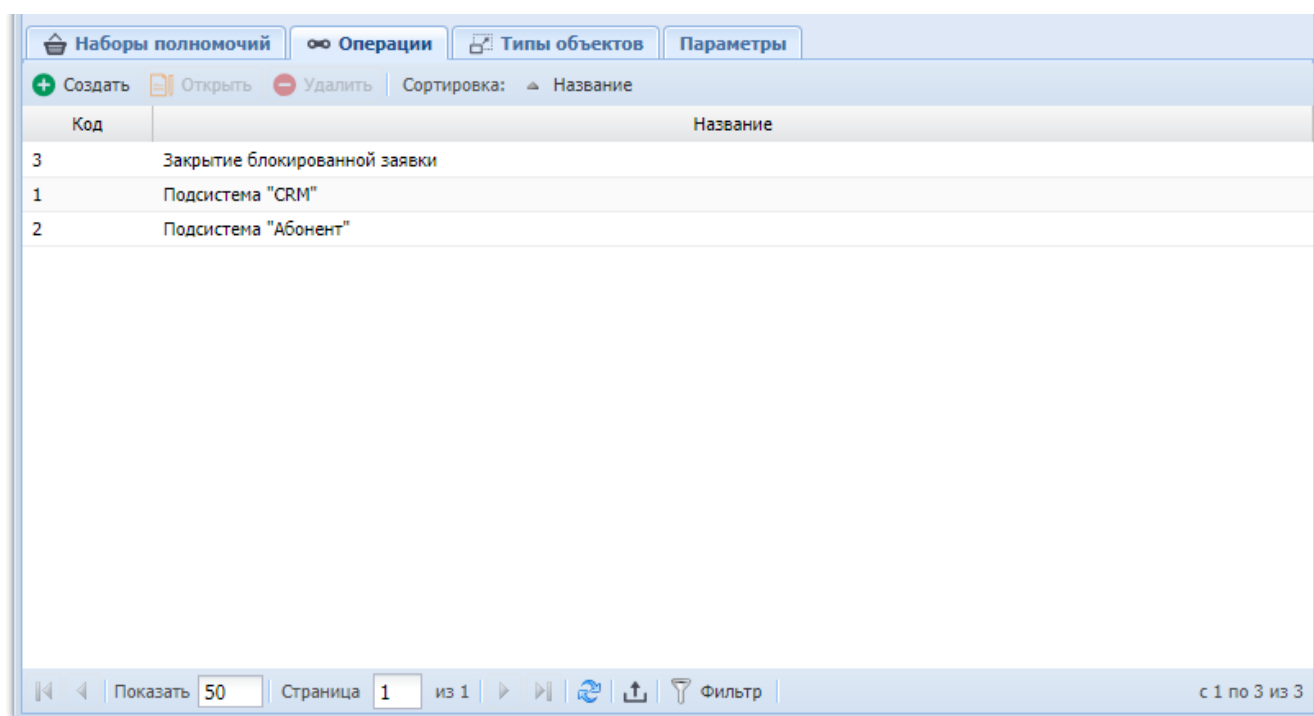 Наборы полномочий Операции Типы объектов Параметры
Создать Открыть Удалить Сортировка: Название
Код Название
3 Закрытие блокированной заявки
1 Подсистема "CRM"
2 Подсистема "Абонент"
Показать 50 Страница 1 из 1 Фильтр с 1 по 3 из 3